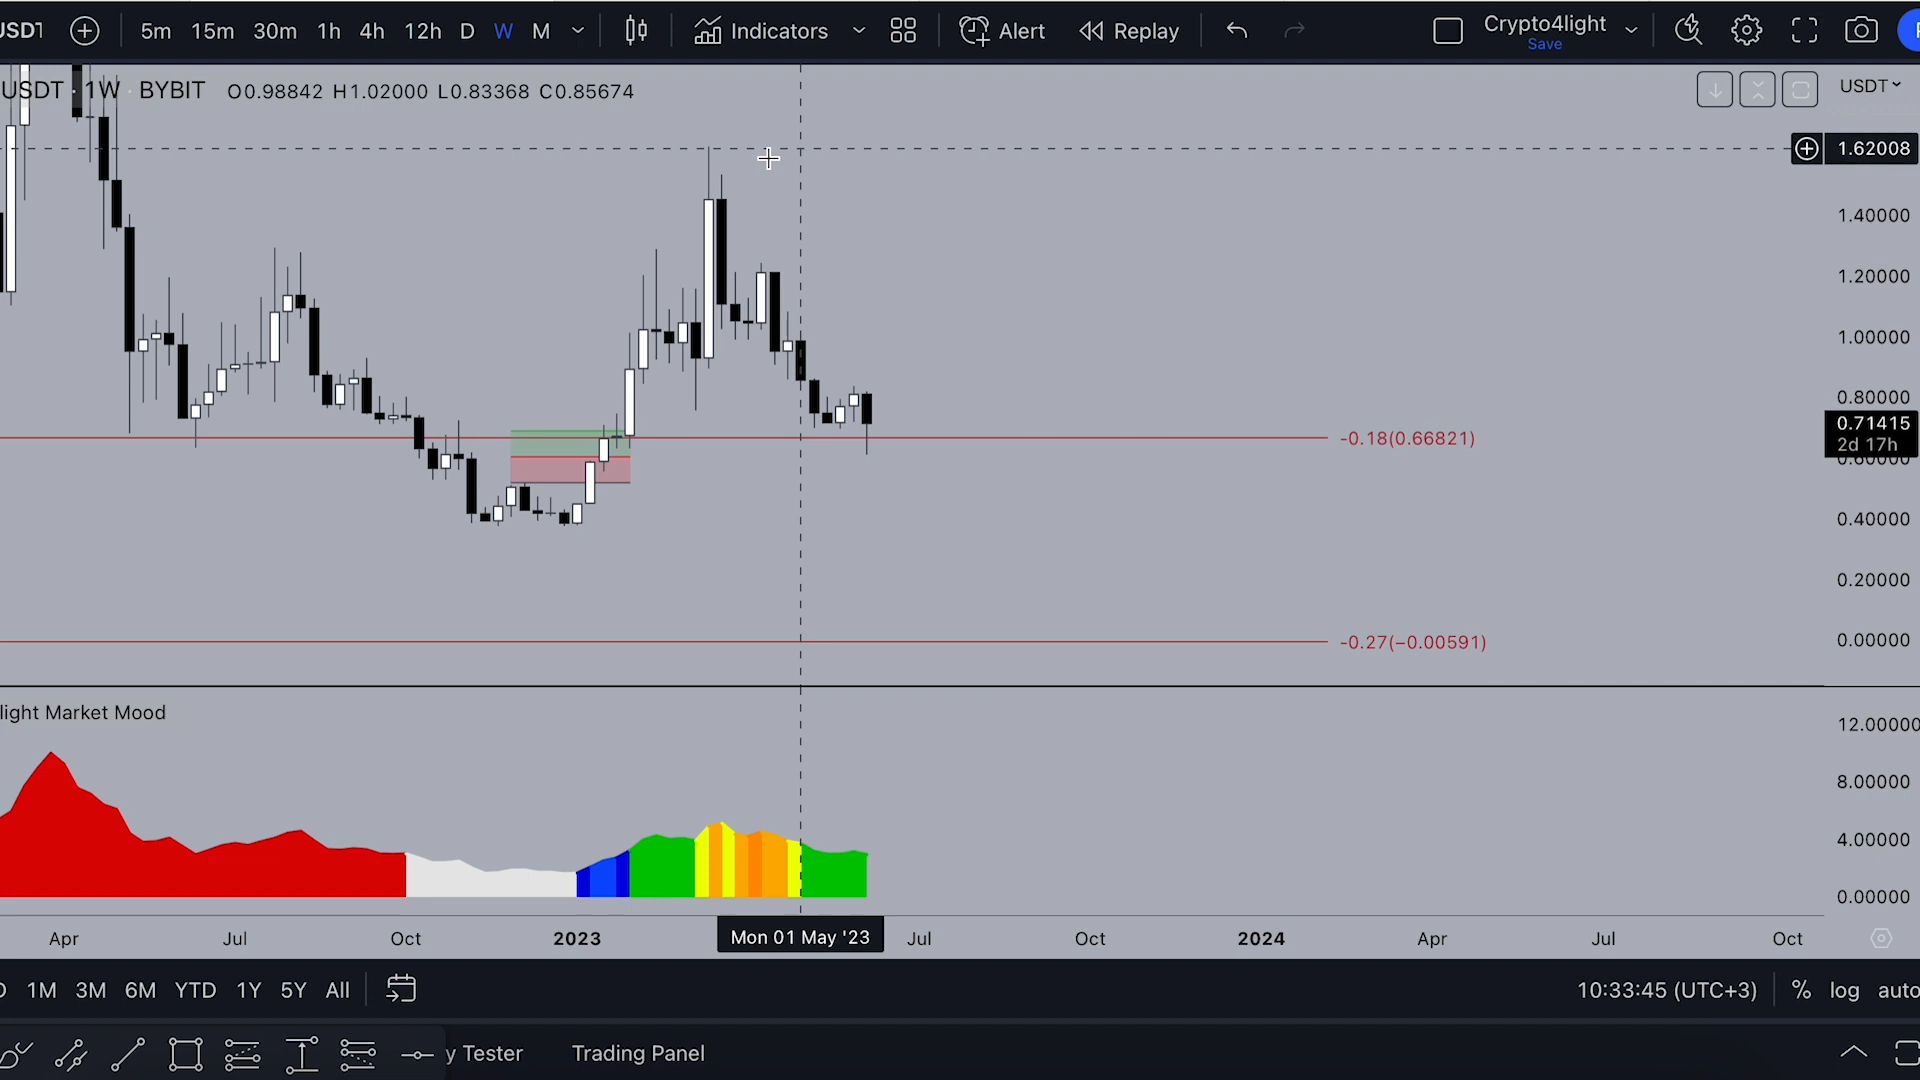 5m 15m 30m 1h 4h 12h D W M Indicators Alert Replay Crypto4light
Save
USDT · 1W · BYBIT O0.98842 H1.02000 L0.83368 C0.85674 USDT
1.62008
1.40000
1.20000
1.00000
0.80000
0.71415
2d 17h
-0.18(0.66821)
0.40000
0.20000
-0.27(−0.00591)
0.00000
light Market Mood
12.00000
8.00000
4.00000
0.00000
Apr Jul Oct 2023 Mon 01 May '23 Jul Oct 2024 Apr Jul Oct
1M 3M 6M YTD 1Y 5Y All 10:33:45 (UTC+3) % log auto
y Tester Trading Panel